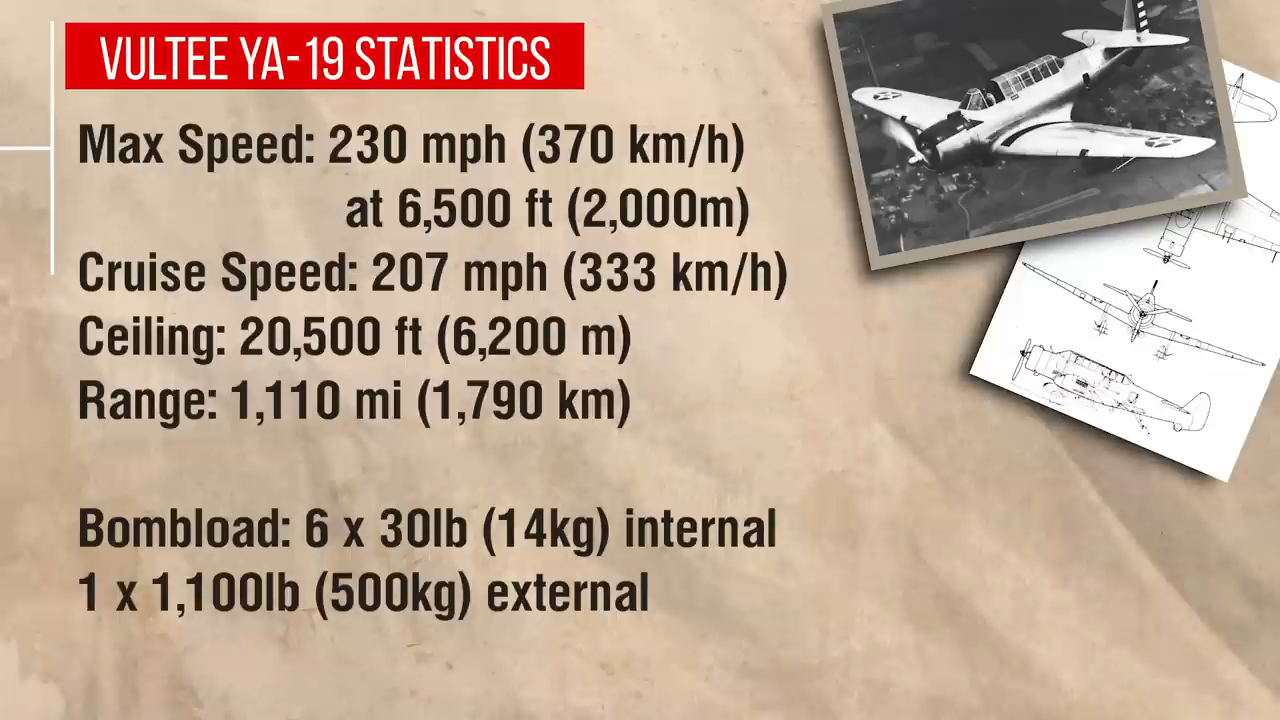 VULTEE YA-19 STATISTICS
Max Speed: 230 mph (370 km/h)
at 6,500 ft (2,000m)
Cruise Speed: 207 mph (333 km/h)
Ceiling: 20,500 ft (6,200 m)
Range: 1,110 mi (1,790 km)
Bombload: 6 x 30lb (14kg) internal
1 x 1,100lb (500kg) external